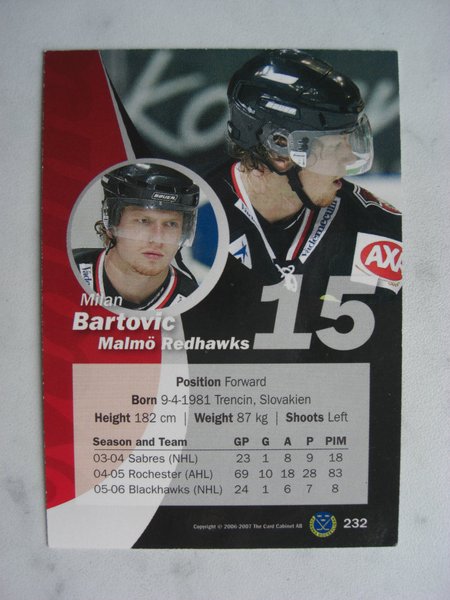 BAUER
Vademecum
AXA
Milan
Bartovic
Malmö Redhawks
15
Position Forward
Born 9-4-1981 Trencin, Slovakien
Height 182 cm | Weight 87 kg | Shoots Left
Season and Team GP G A P PIM
03-04 Sabres (NHL) 23 1 8 9 18
04-05 Rochester (AHL) 69 10 18 28 83
05-06 Blackhawks (NHL) 24 1 6 7 8
Copyright © 2006-2007 The Card Cabinet AB
232